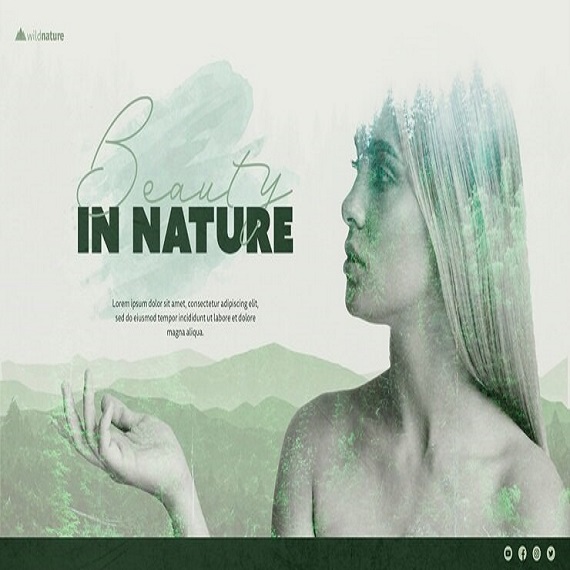 wildnature
Beauty
IN NATURE
Lorem ipsum dolor sit amet, consectetur adipiscing elit,
sed do eiusmod tempor incididunt ut labore et dolore
magna aliqua.